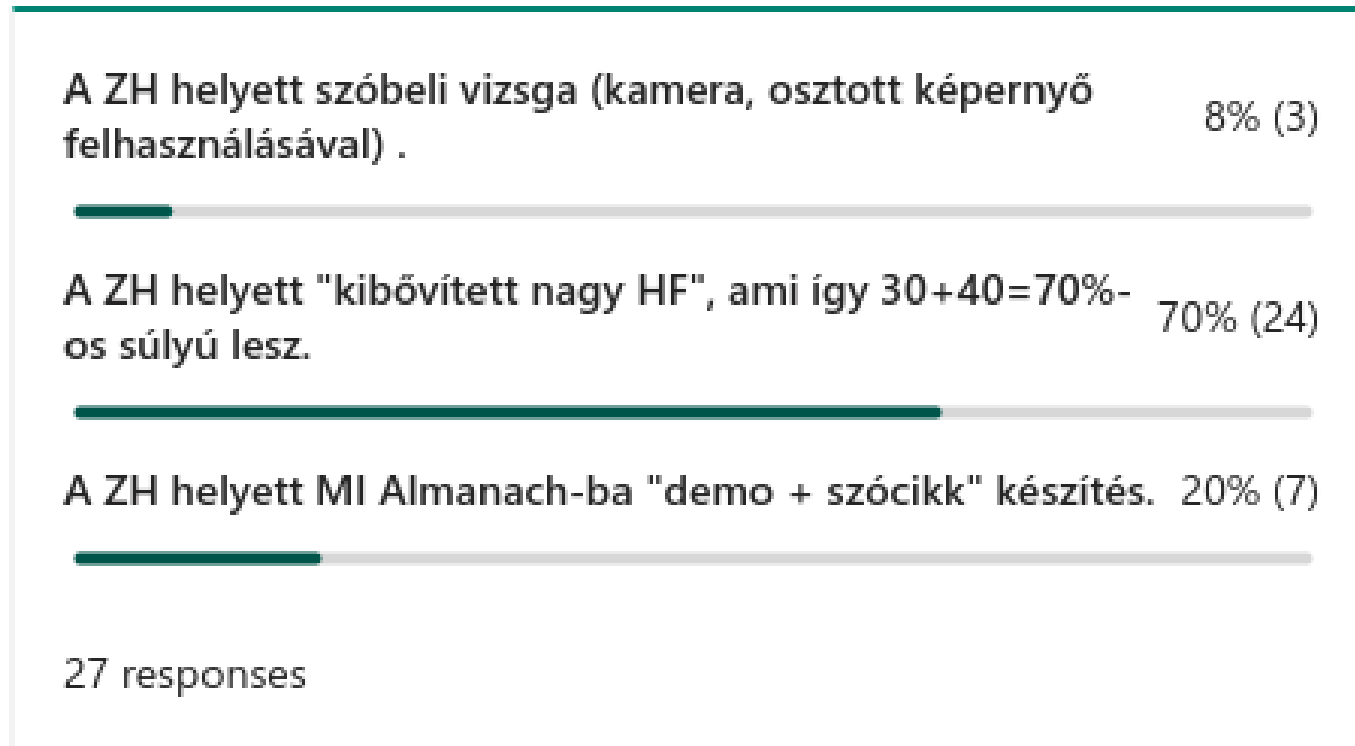 A ZH helyett szóbeli vizsga (kamera, osztott képernyő
felhasználásával) .
8% (3)
A ZH helyett "kibővített nagy HF", ami így 30+40=70%-
os súlyú lesz.
70% (24)
A ZH helyett MI Almanach-ba "demo + szócikk" készítés.
20% (7)
27 responses